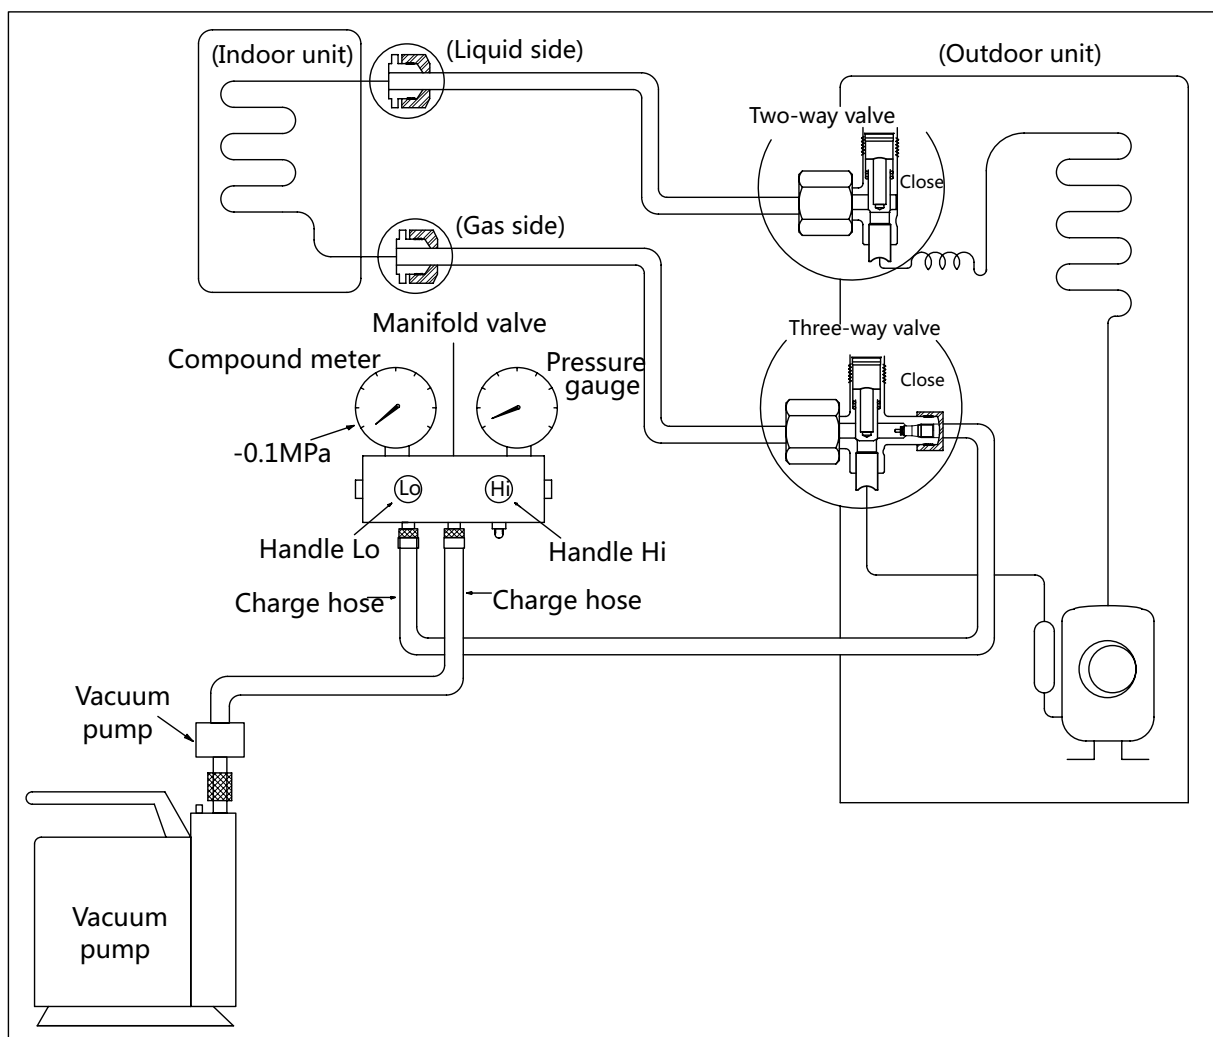 (Indoor unit)
(Liquid side)
(Outdoor unit)
Two-way valve
Close
(Gas side)
Manifold valve
Three-way valve
Compound meter
Pressure
gauge
Close
-0.1MPa
Lo
Hi
Handle Lo
Handle Hi
Charge hose
Charge hose
Vacuum
pump
Vacuum
pump